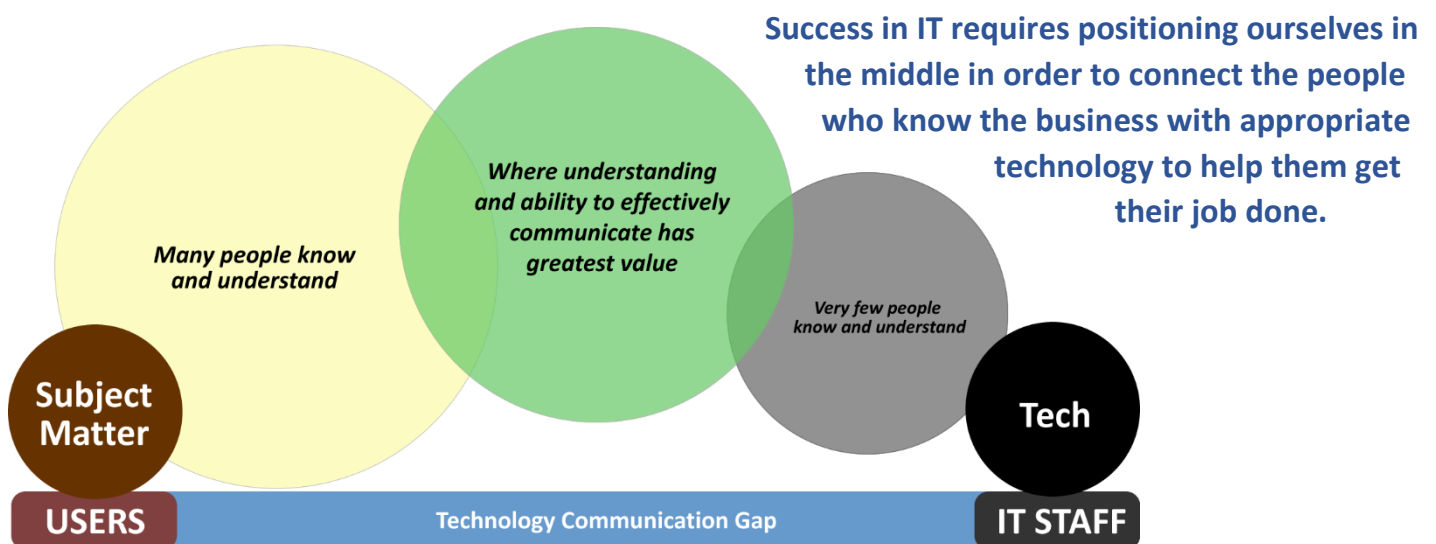 Success in IT requires positioning ourselves in
the middle in order to connect the people
who know the business with appropriate
technology to help them get
their job done.
Many people know
and understand
Where understanding
and ability to effectively
communicate has
greatest value
Very few people
know and understand
Subject
Matter
Tech
USERS
Technology Communication Gap
IT STAFF